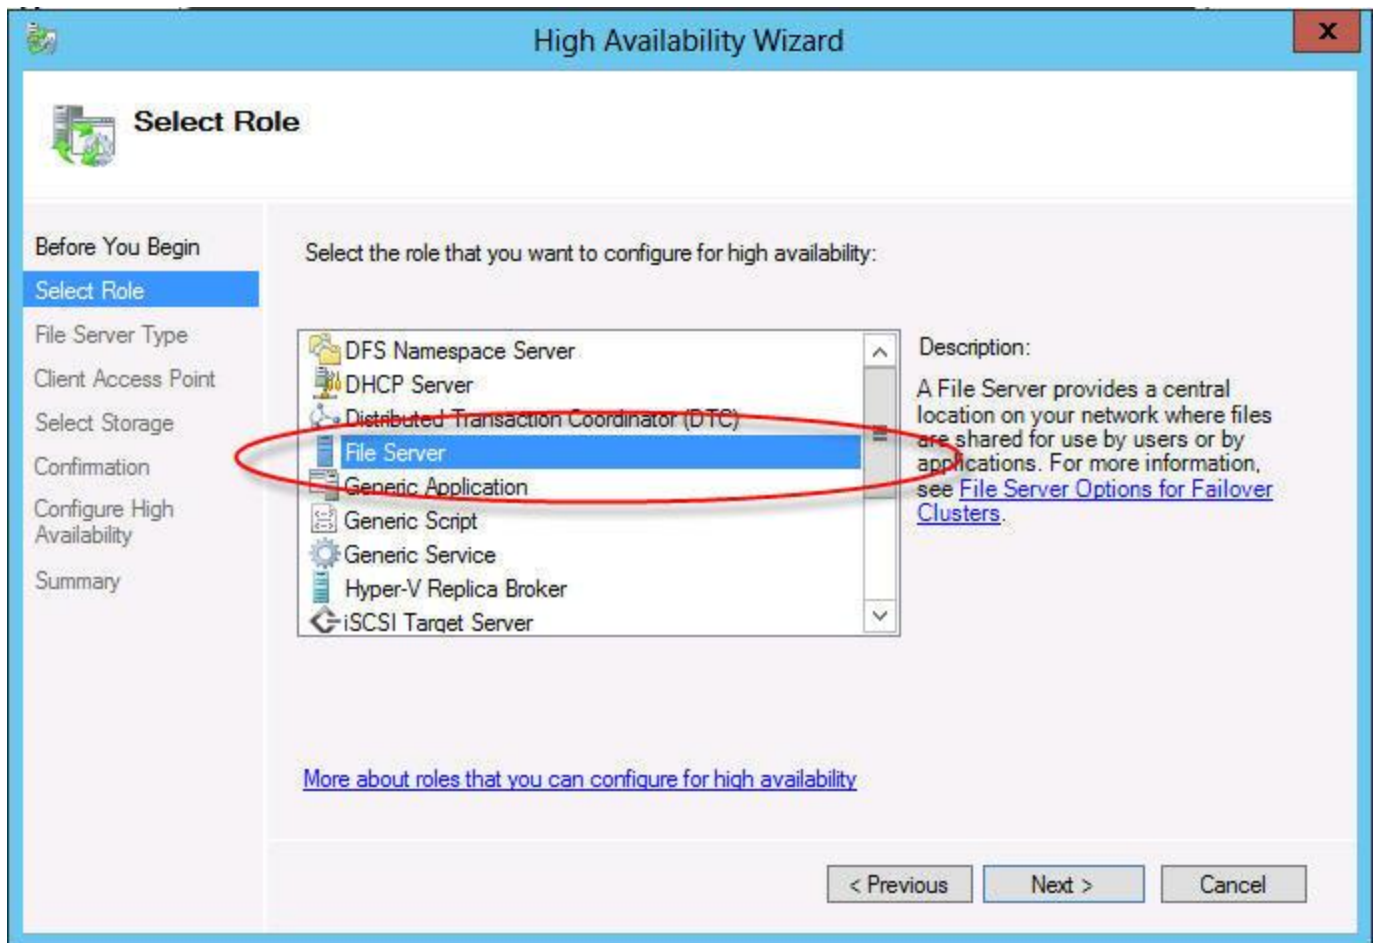 High Availability Wizard
X
Select Role
Before You Begin
Select Role
File Server Type
Client Access Point
Select Storage
Confirmation
Configure High
Availability
Summary
Select the role that you want to configure for high availability:
DFS Namespace Server
DHCP Server
Distributed Transaction Coordinator (DTC)
File Server
Generic Application
Generic Script
Generic Service
Hyper-V Replica Broker
iSCSI Target Server
Description:
A File Server provides a central
location on your network where files
are shared for use by users or by
applications. For more information,
see File Server Options for Failover
Clusters.
More about roles that you can configure for high availability
< Previous
Next >
Cancel